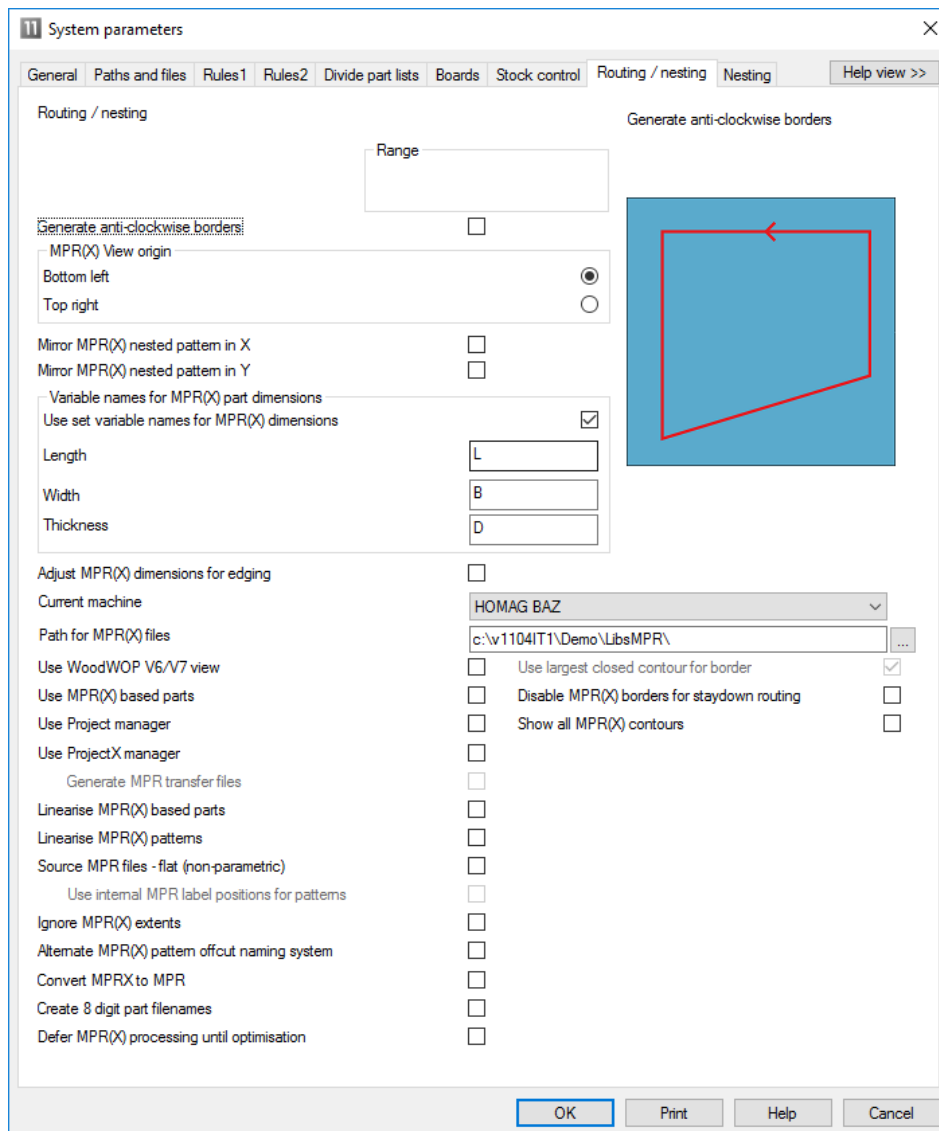 11 System parameters
General Paths and files Rules1 Rules2 Divide part lists Boards Stock control Routing / nesting Nesting Help view >>
Routing / nesting
Generate anti-clockwise borders
Range
Generate anti-clockwise borders
MPR(X) View origin
Bottom left
Top right
Mirror MPR(X) nested pattern in X
Mirror MPR(X) nested pattern in Y
Variable names for MPR(X) part dimensions
Use set variable names for MPR(X) dimensions
Length L
Width B
Thickness D
Adjust MPR(X) dimensions for edging
Current machine HOMAG BAZ
Path for MPR(X) files c:\v1104IT1\Demo\LibsMPR\ ...
Use WoodWOP V6/V7 view Use largest closed contour for border
Use MPR(X) based parts Disable MPR(X) borders for staydown routing
Use Project manager Show all MPR(X) contours
Use ProjectX manager
Generate MPR transfer files
Linearise MPR(X) based parts
Linearise MPR(X) patterns
Source MPR files - flat (non-parametric)
Use internal MPR label positions for patterns
Ignore MPR(X) extents
Alternate MPR(X) pattern offcut naming system
Convert MPRX to MPR
Create 8 digit part filenames
Defer MPR(X) processing until optimisation
OK Print Help Cancel